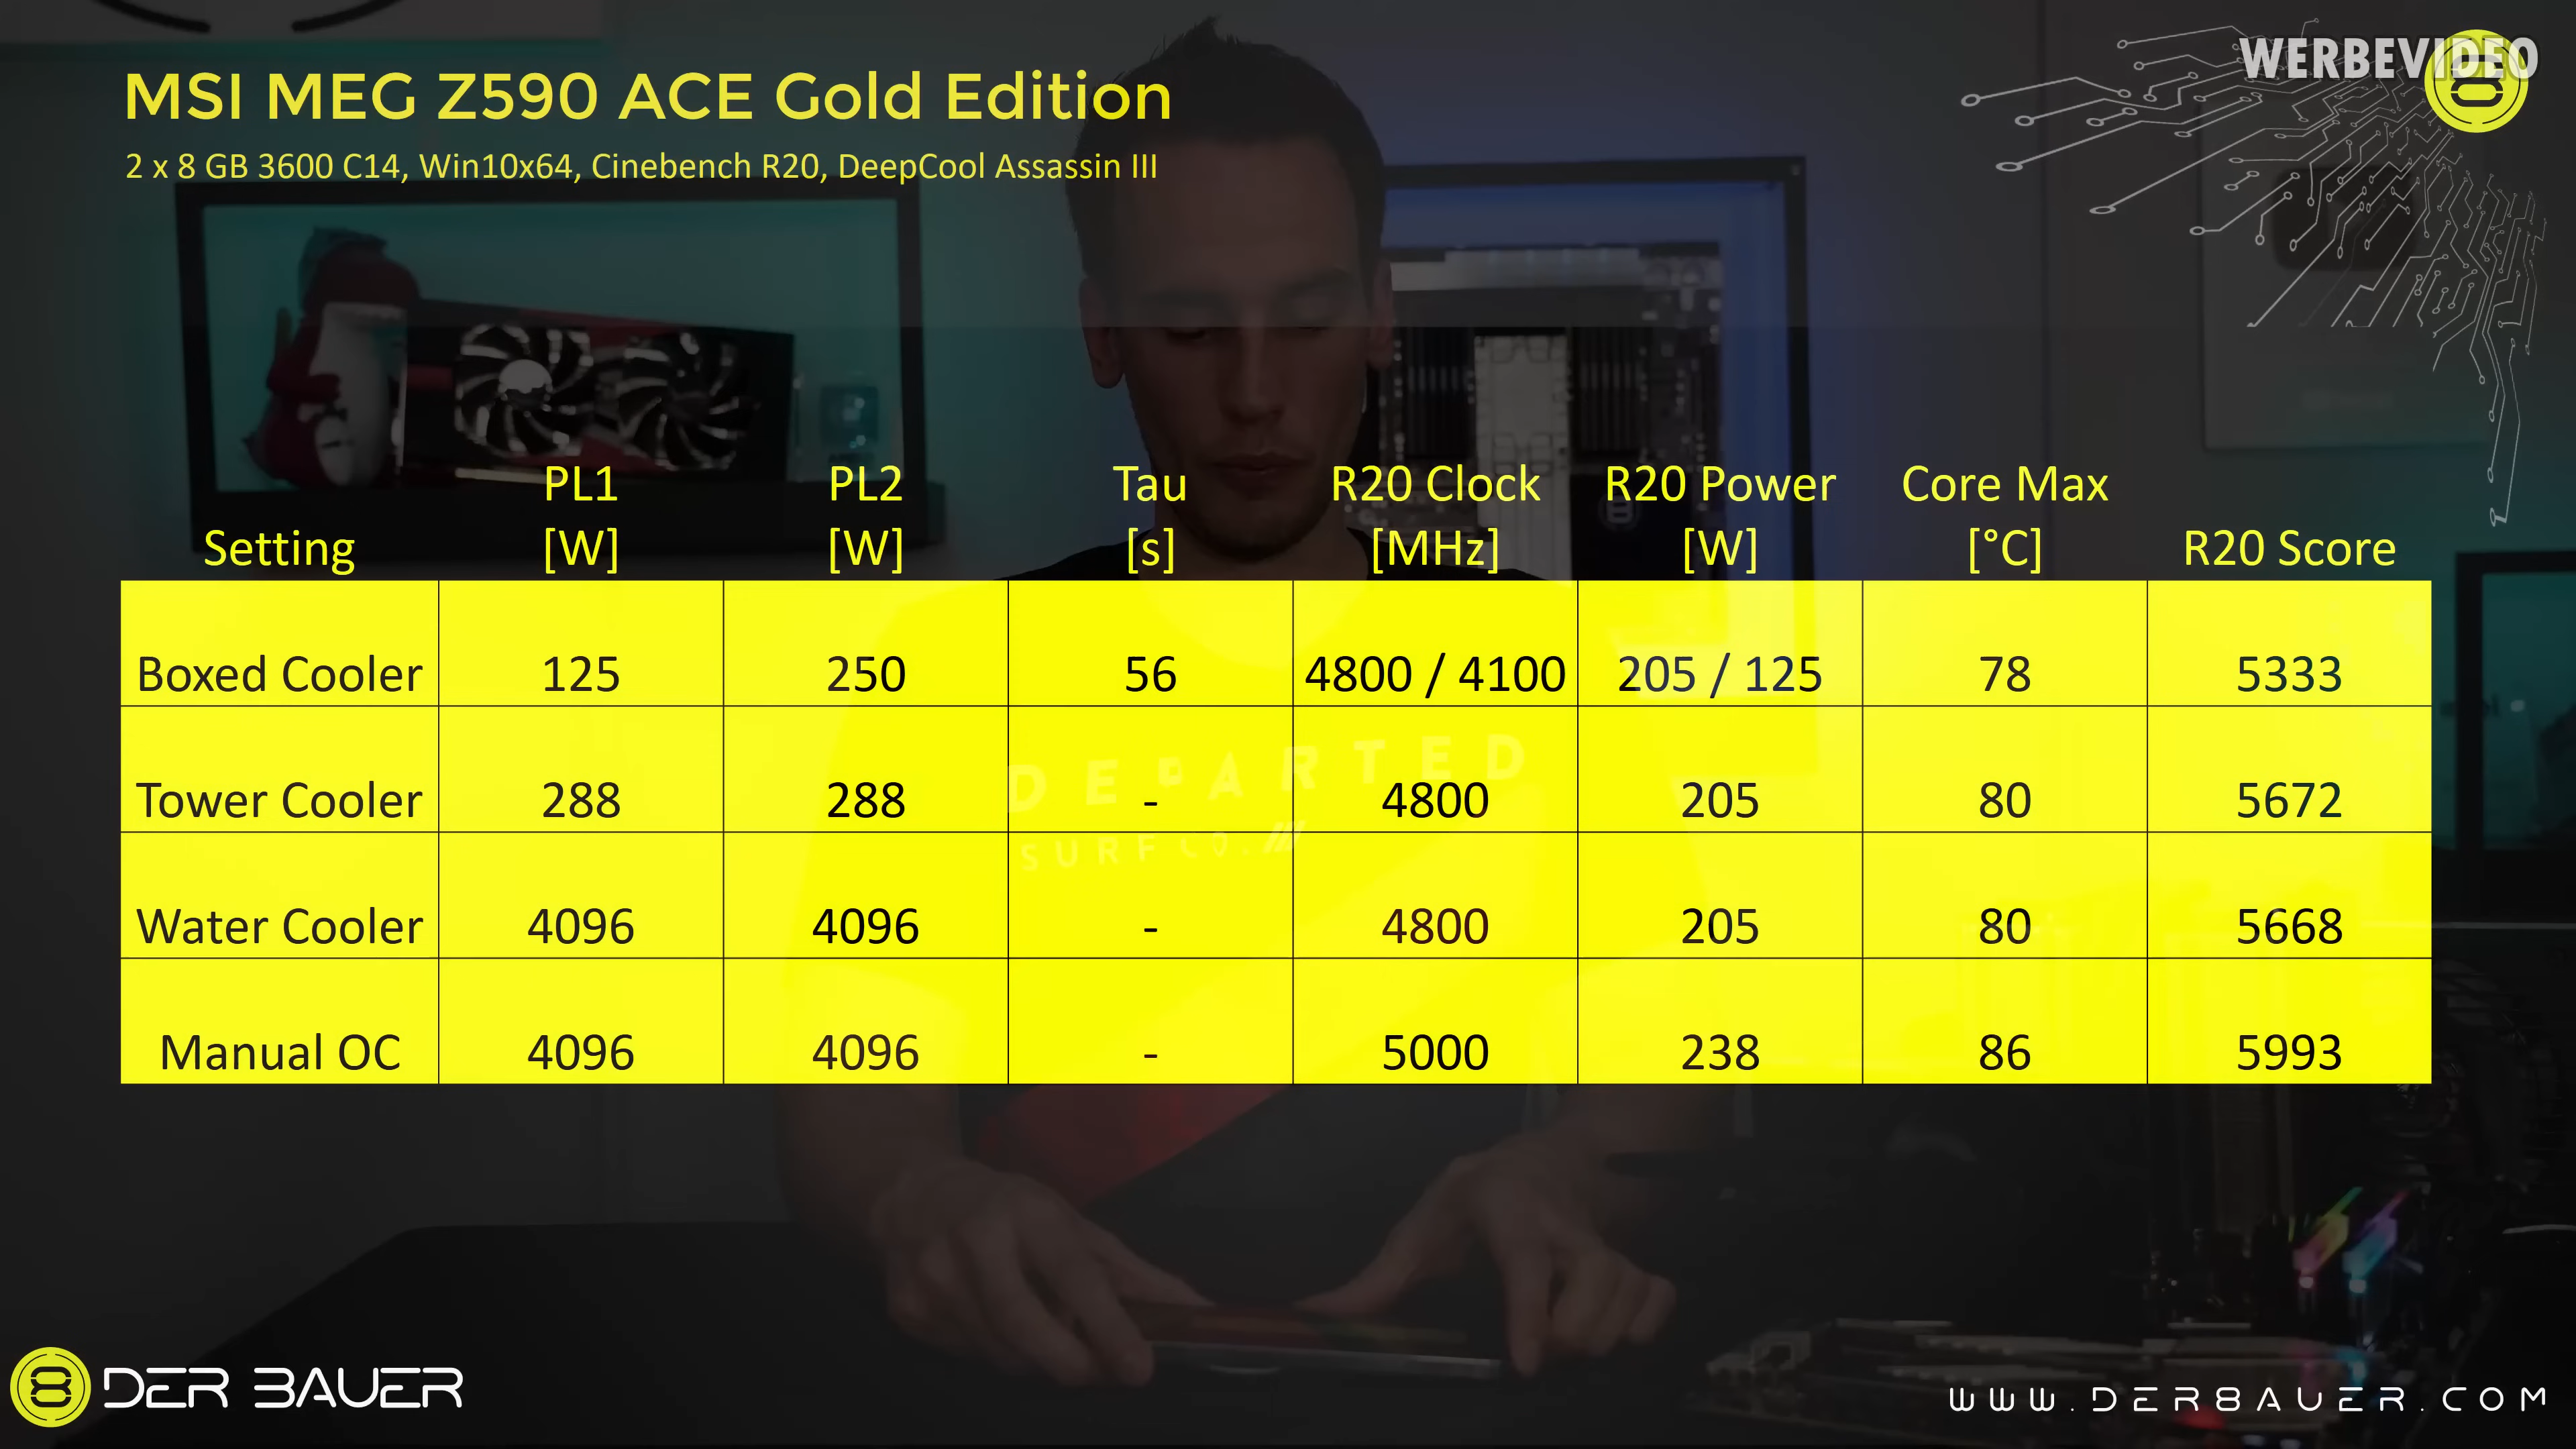 WERBEVIDEO
MSI MEG Z590 ACE Gold Edition
2 x 8 GB 3600 C14, Win10x64, Cinebench R20, DeepCool Assassin III
Setting PL1 [W] PL2 [W] Tau [s] R20 Clock [MHz] R20 Power [W] Core Max [°C] R20 Score
Boxed Cooler 125 250 56 4800 / 4100 205 / 125 78 5333
Tower Cooler 288 288 - 4800 205 80 5672
Water Cooler 4096 4096 - 4800 205 80 5668
Manual OC 4096 4096 - 5000 238 86 5993
DEPARTED
SURF CO.
DER BAUER
WWW.DER8AUER.COM